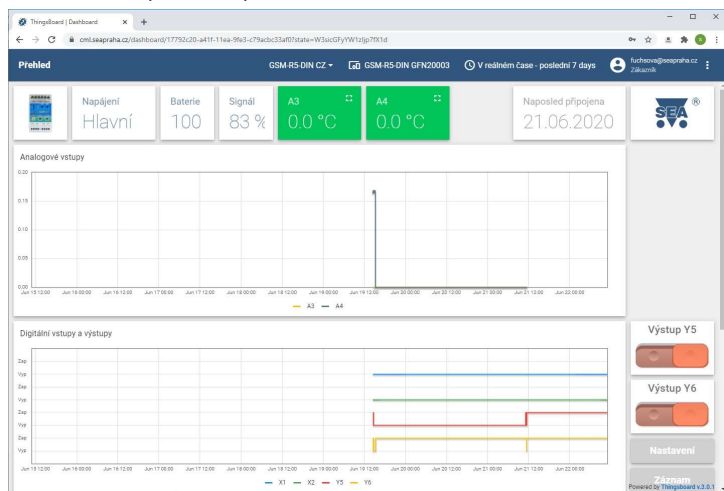 ThingsBoard | Dashboard
cml.seapraha.cz/dashboard/17792c20-a41f-11ea-9fe3-c79acbc33af0?state=W3sicGFyYW1zIjp7fX1d
Přehled
GSM-R5-DIN CZ
GSM-R5-DIN GFN20003
V reálném čase - poslední 7 days
fuchsova@seapraha.cz
Zákazník
Napájení
Hlavní
Baterie
100
Signál
83 %
A3
0.0 °C
A4
0.0 °C
Naposled připojena
21.06.2020
SEA ®
Analogové vstupy
0.20
0.15
0.10
0.05
0.00
Jun 15 12:00 Jun 16 00:00 Jun 16 12:00 Jun 17 00:00 Jun 17 12:00 Jun 18 00:00 Jun 18 12:00 Jun 19 00:00 Jun 19 12:00 Jun 20 00:00 Jun 20 12:00 Jun 21 00:00 Jun 21 12:00 Jun 22 00:00
A3 A4
Digitální vstupy a výstupy
Zap
Vyp
Zap
Vyp
Zap
Vyp
Zap
Vyp
Jun 15 12:00 Jun 16 00:00 Jun 16 12:00 Jun 17 00:00 Jun 17 12:00 Jun 18 00:00 Jun 18 12:00 Jun 19 00:00 Jun 19 12:00 Jun 20 00:00 Jun 20 12:00 Jun 21 00:00 Jun 21 12:00 Jun 22 00:00
X1 X2 Y5 Y6
Výstup Y5
Výstup Y6
Nastavení
Záznam
Powered by Thingsboard v.3.0.1